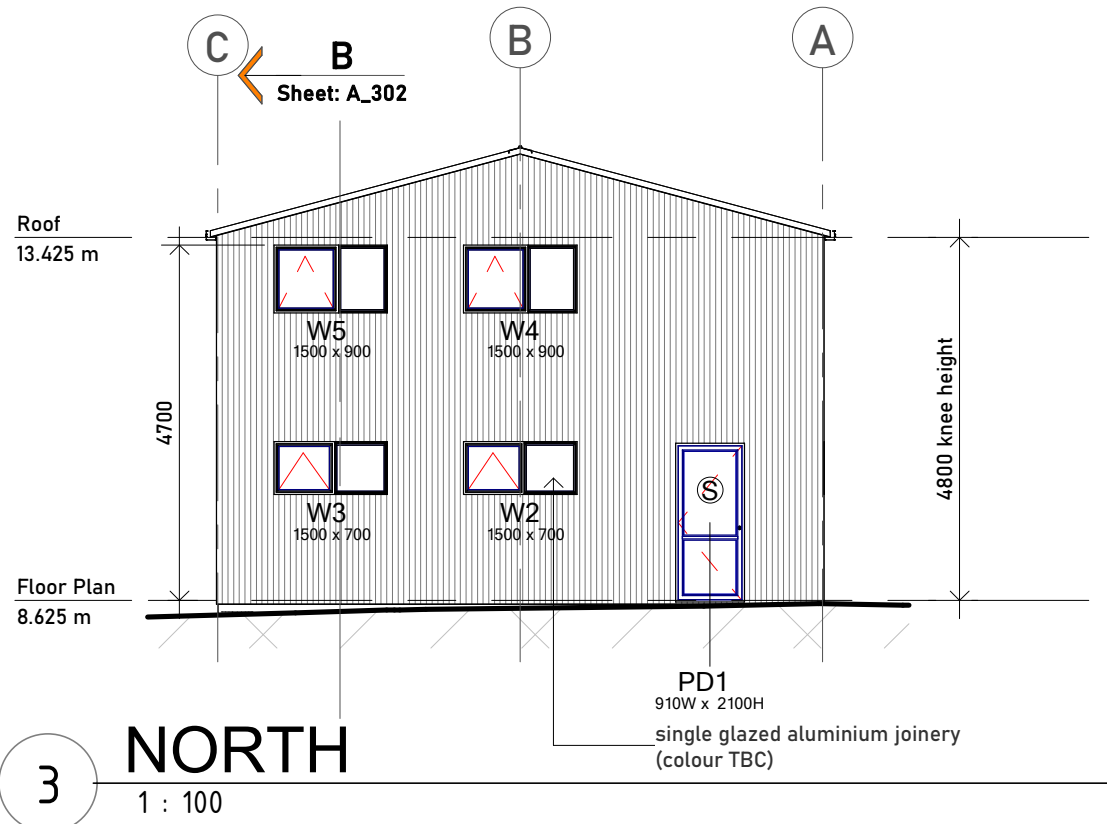 C
B
A
B
Sheet: A_302
Roof
13.425 m
W5
1500 x 900
W4
1500 x 900
4700
4800 knee height
S
W3
1500 x 700
W2
1500 x 700
Floor Plan
8.625 m
PD1
910W x 2100H
single glazed aluminium joinery
(colour TBC)
3
NORTH
1 : 100